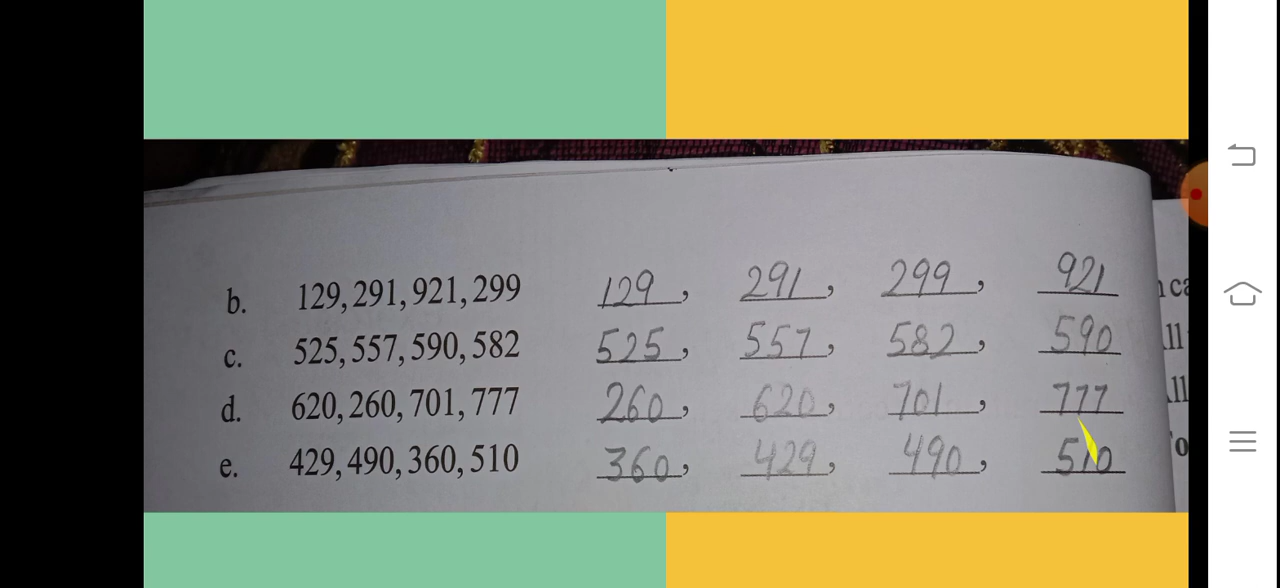 b. 129, 291, 921, 299 129, 291, 299, 921
c. 525, 557, 590, 582 525, 557, 582, 590
d. 620, 260, 701, 777 260, 620, 701, 777
e. 429, 490, 360, 510 360, 429, 490, 510